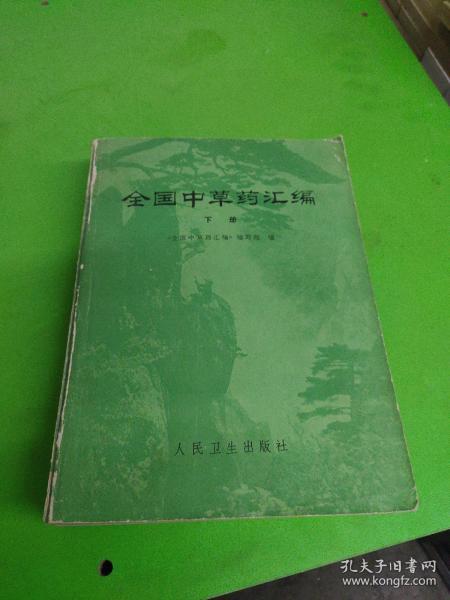 全国中草药汇编
下册
《全国中草药汇编》编写组 编
人民卫生出版社
孔夫子旧书网
www.kongfz.com